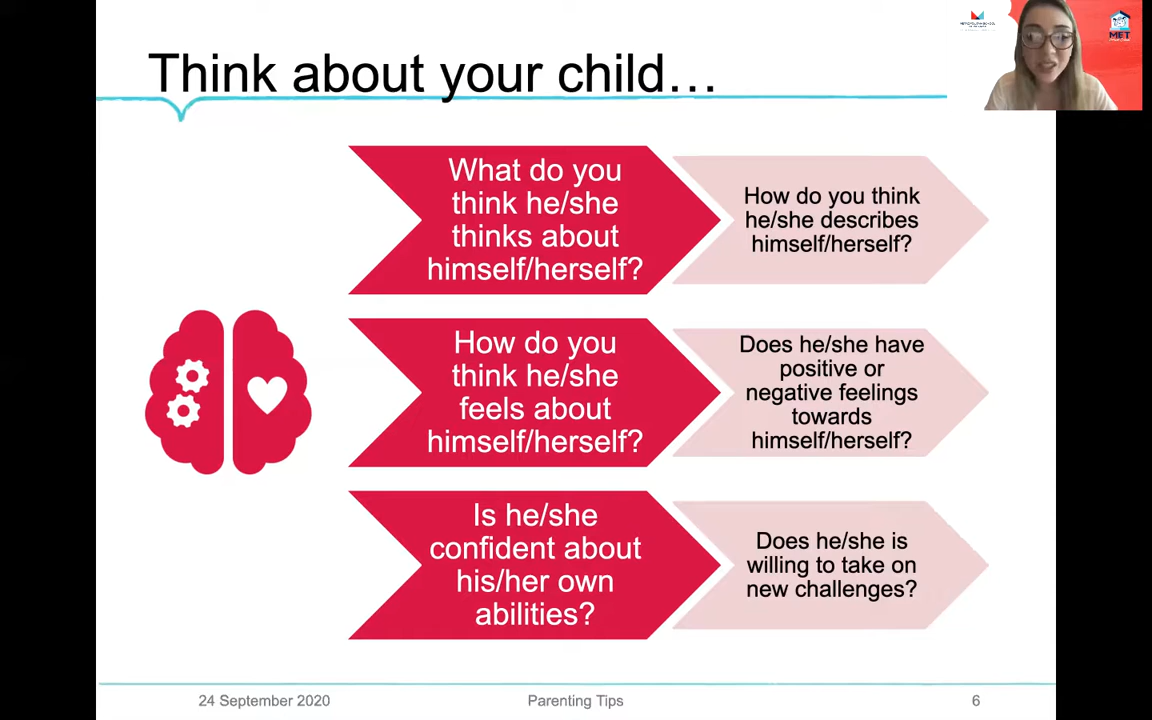 Think about your child…
What do you
think he/she
thinks about
himself/herself?
How do you think
he/she describes
himself/herself?
How do you
think he/she
feels about
himself/herself?
Does he/she have
positive or
negative feelings
towards
himself/herself?
Is he/she
confident about
his/her own
abilities?
Does he/she is
willing to take on
new challenges?
24 September 2020
Parenting Tips
6
MET